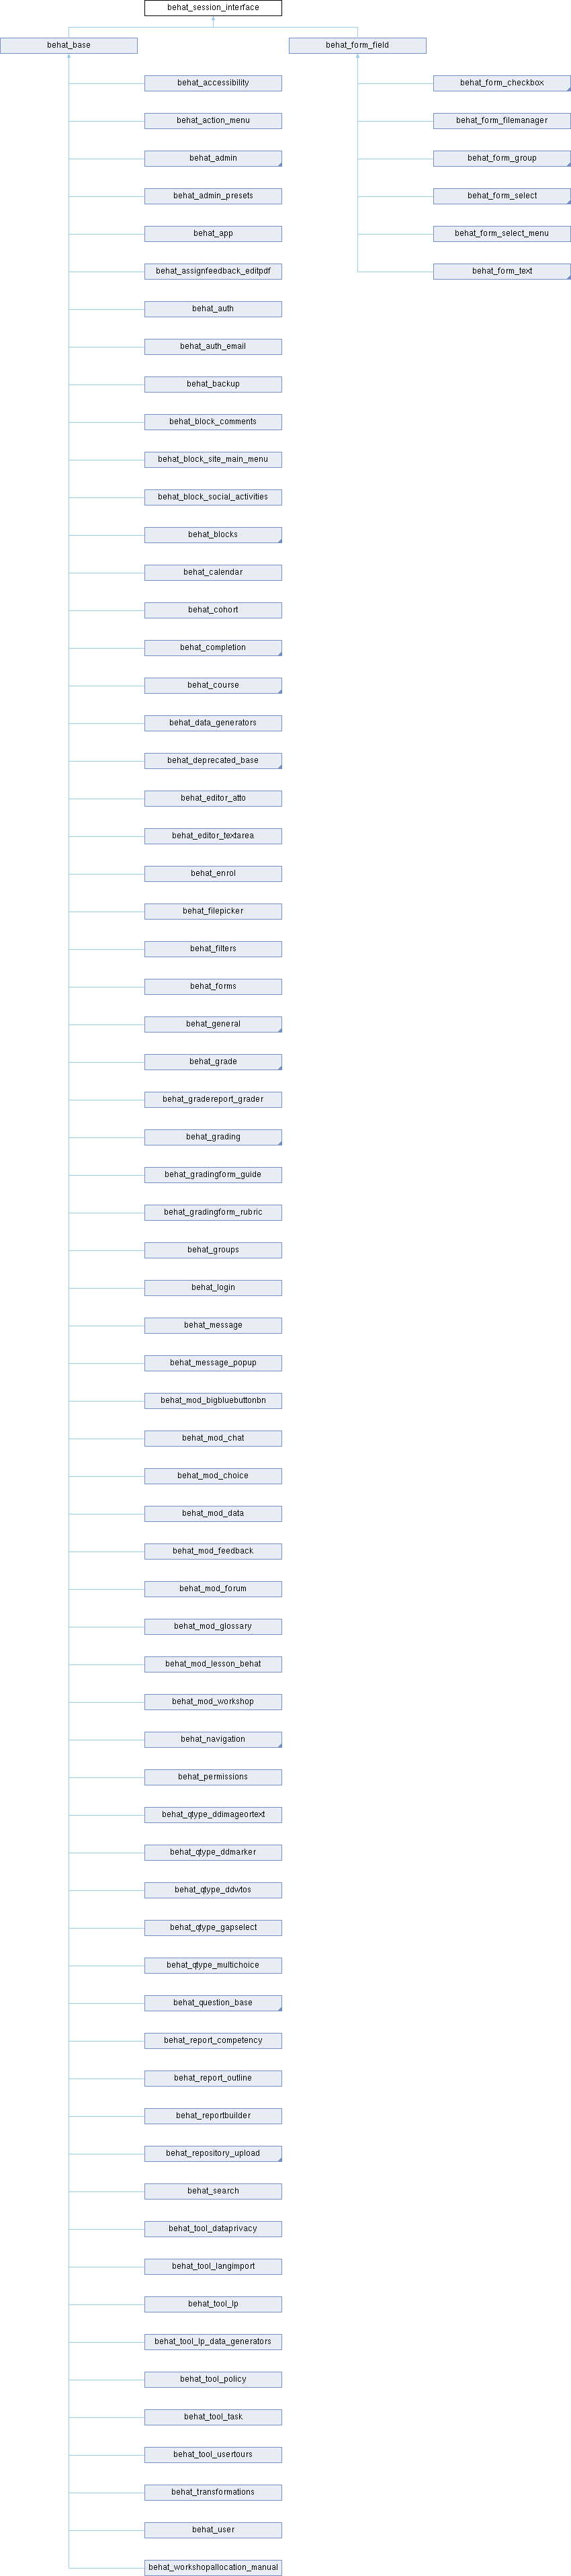 behat_session_interface
behat_base
behat_form_field
behat_accessibility
behat_form_checkbox
behat_action_menu
behat_form_filemanager
behat_admin
behat_form_group
behat_admin_presets
behat_form_select
behat_app
behat_form_select_menu
behat_assignfeedback_editpdf
behat_form_text
behat_auth
behat_auth_email
behat_backup
behat_block_comments
behat_block_site_main_menu
behat_block_social_activities
behat_blocks
behat_calendar
behat_cohort
behat_completion
behat_course
behat_data_generators
behat_deprecated_base
behat_editor_atto
behat_editor_textarea
behat_enrol
behat_filepicker
behat_filters
behat_forms
behat_general
behat_grade
behat_gradereport_grader
behat_grading
behat_gradingform_guide
behat_gradingform_rubric
behat_groups
behat_login
behat_message
behat_message_popup
behat_mod_bigbluebuttonbn
behat_mod_chat
behat_mod_choice
behat_mod_data
behat_mod_feedback
behat_mod_forum
behat_mod_glossary
behat_mod_lesson_behat
behat_mod_workshop
behat_navigation
behat_permissions
behat_qtype_ddimageortext
behat_qtype_ddmarker
behat_qtype_ddwtos
behat_qtype_gapselect
behat_qtype_multichoice
behat_question_base
behat_report_competency
behat_report_outline
behat_reportbuilder
behat_repository_upload
behat_search
behat_tool_dataprivacy
behat_tool_langimport
behat_tool_lp
behat_tool_lp_data_generators
behat_tool_policy
behat_tool_task
behat_tool_usertours
behat_transformations
behat_user
behat_workshopallocation_manual